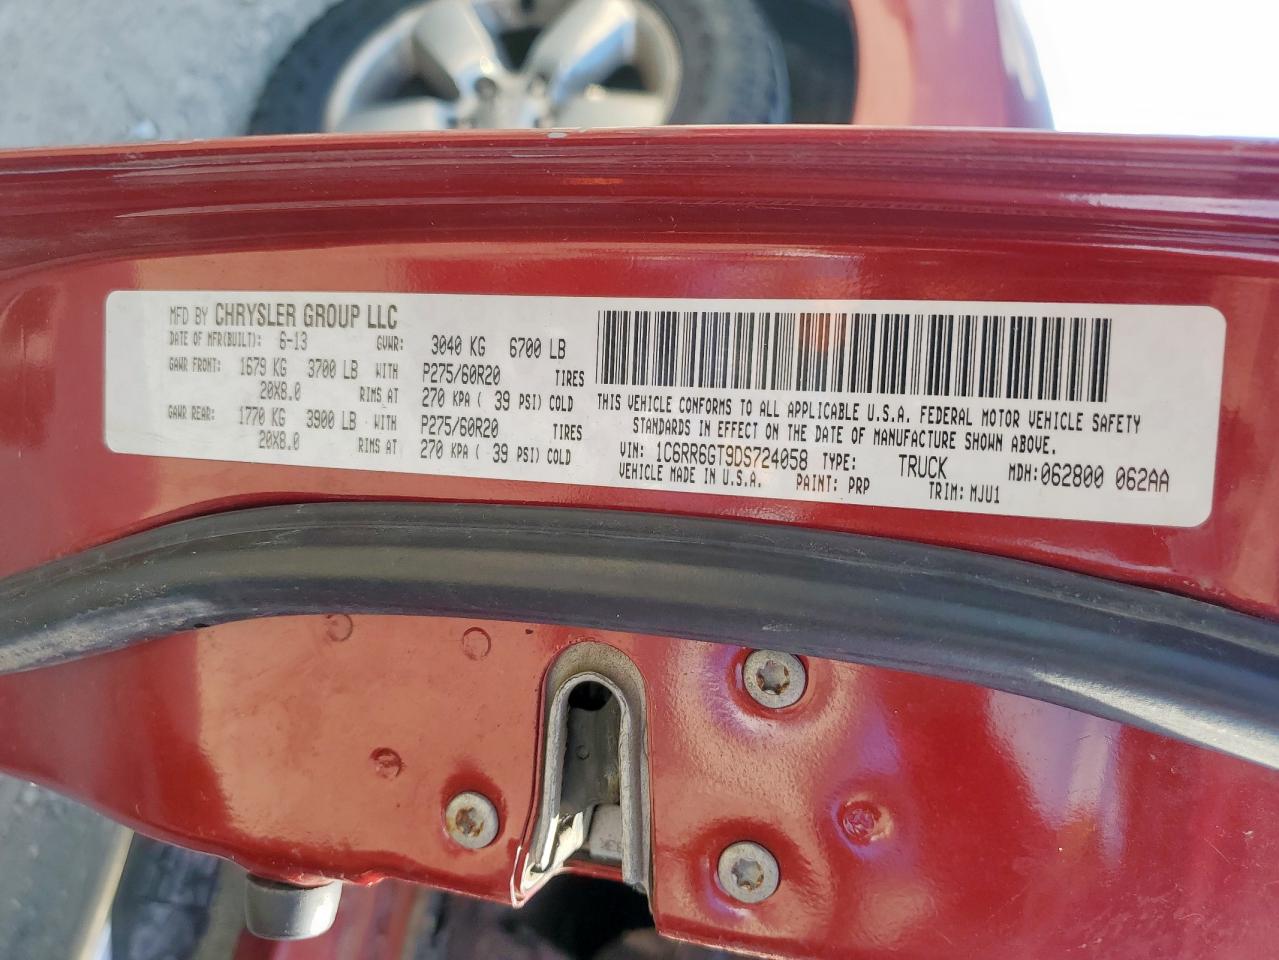 MFD BY CHRYSLER GROUP LLC
DATE OF MFR(BUILT): 6-13 GVWR: 3040 KG 6700 LB
GAWR FRONT: 1679 KG 3700 LB WITH P275/60R20 TIRES
20X8.0 RIMS AT 270 KPA ( 39 PSI) COLD
GAWR REAR: 1770 KG 3900 LB WITH P275/60R20 TIRES
20X8.0 RIMS AT 270 KPA ( 39 PSI) COLD
THIS VEHICLE CONFORMS TO ALL APPLICABLE U.S.A. FEDERAL MOTOR VEHICLE SAFETY
STANDARDS IN EFFECT ON THE DATE OF MANUFACTURE SHOWN ABOVE.
VIN: 1C6RR6GT9DS724058 TYPE: TRUCK MDH:062800 062AA
VEHICLE MADE IN U.S.A. PAINT: PRP TRIM: MJU1